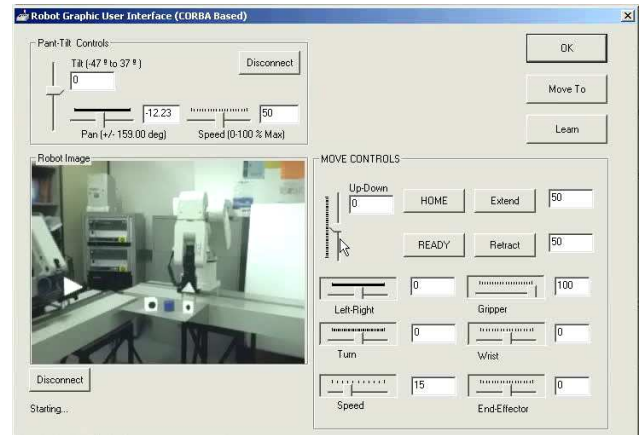 Robot Graphic User Interface (CORBA Based)
Pant-Tilt Controls
Tilt (-47 º to 37 º )
0
Disconnect
-12.23
50
Pan (+/- 159.00 deg)
Speed (0-100 % Max)
OK
Move To
Learn
Robot Image
Disconnect
Starting...
MOVE CONTROLS
Up-Down
0
HOME
Extend
50
READY
Retract
50
0
100
Left-Right
Gripper
0
0
Turn
Wrist
15
0
Speed
End-Effector